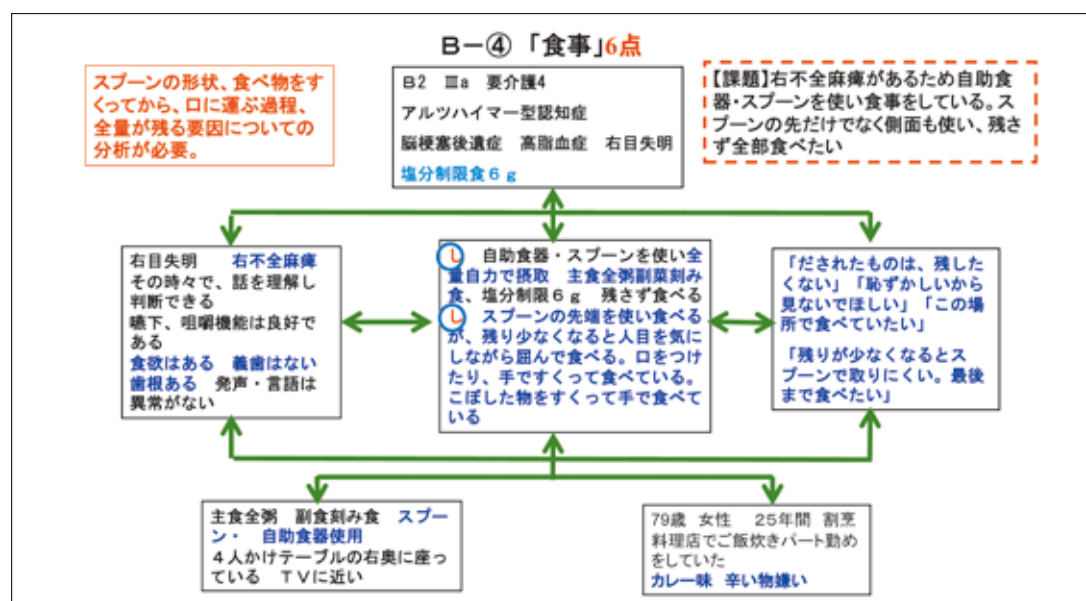 B－④ 「食事」6点
スプーンの形状、食べ物をす
くってから、口に運ぶ過程、
全量が残る要因についての
分析が必要。
B2 Ⅲa 要介護4
アルツハイマー型認知症
脳梗塞後遺症 高脂血症 右目失明
塩分制限食6g
【課題】右不全麻痺があるため自助食
器・スプーンを使い食事をしている。ス
プーンの先だけでなく側面も使い、残さ
ず全部食べたい
右目失明 右不全麻痺
その時々で、話を理解し
判断できる
嚥下、咀嚼機能は良好で
ある
食欲はある 義歯はない
歯根ある 発声・言語は
異常がない
自助食器・スプーンを使い全
量自力で摂取 主食全粥副菜刻み
食、塩分制限6g 残さず食べる
スプーンの先端を使い食べる
が、残り少なくなると人目を気に
しながら屈んで食べる。口をつけ
たり、手ですくって食べている。
こぼした物をすくって手で食べて
いる
「だされたものは、残した
くない」「恥ずかしいから
見ないでほしい」「この場
所で食べていたい」
「残りが少なくなるとス
プーンで取りにくい。最後
まで食べたい」
主食全粥 副食刻み食 スプー
ン・ 自助食器使用
4人かけテーブルの右奥に座っ
ている TVに近い
79歳 女性 25年間 割烹
料理店でご飯炊きパート勤め
をしていた
カレー味 辛い物嫌い